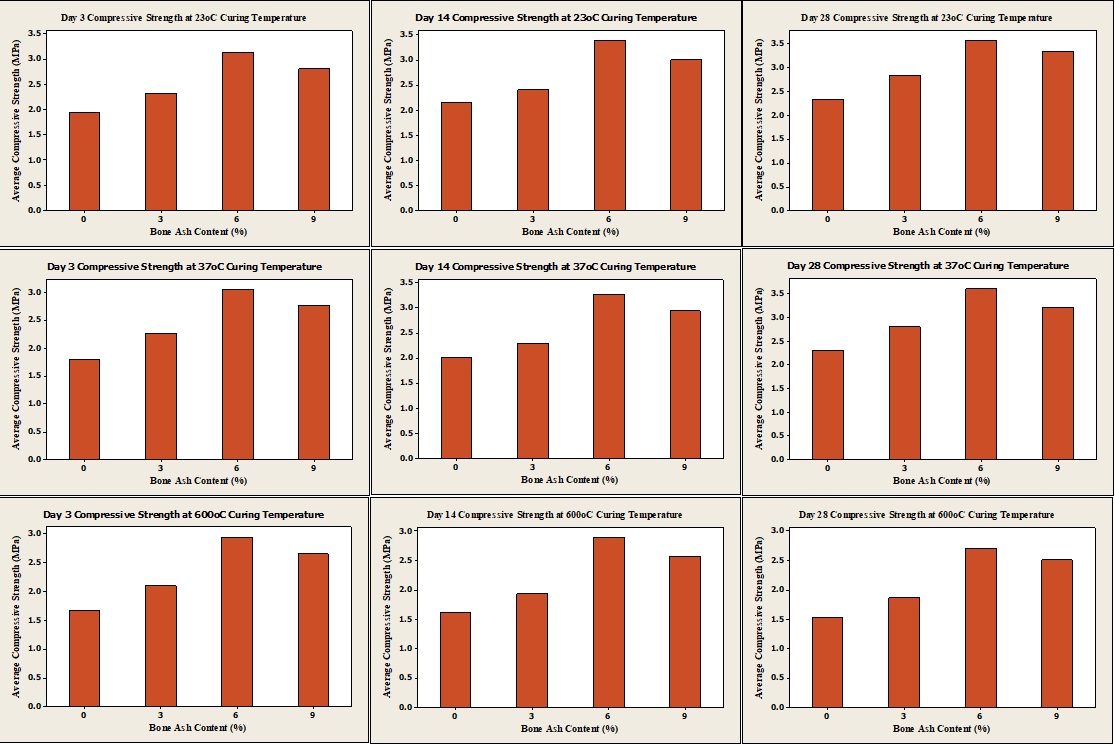 Day 3 Compressive Strength at 23oC Curing Temperature
Average Compressive Strength (MPa)
3.5
3.0
2.5
2.0
1.5
1.0
0.5
0.0
0 3 6 9
Bone Ash Content (%)
Day 14 Compressive Strength at 23oC Curing Temperature
Average Compressive Strength (MPa)
3.5
3.0
2.5
2.0
1.5
1.0
0.5
0.0
0 3 6 9
Bone Ash Content (%)
Day 28 Compressive Strength at 23oC Curing Temperature
Average Compressive Strength (MPa)
3.5
3.0
2.5
2.0
1.5
1.0
0.5
0.0
0 3 6 9
Bone Ash Content (%)
Day 3 Compressive Strength at 37oC Curing Temperature
Average Compressive Strength (MPa)
3.0
2.5
2.0
1.5
1.0
0.5
0.0
0 3 6 9
Bone Ash Content (%)
Day 14 Compressive Strength at 37oC Curing Temperature
Average Compressive Strength (MPa)
3.5
3.0
2.5
2.0
1.5
1.0
0.5
0.0
0 3 6 9
Bone Ash Content (%)
Day 28 Compressive Strength at 37oC Curing Temperature
Average Compressive Strength (MPa)
3.5
3.0
2.5
2.0
1.5
1.0
0.5
0.0
0 3 6 9
Bone Ash Content (%)
Day 3 Compressive Strength at 600oC Curing Temperature
Average Compressive Strength (MPa)
3.0
2.5
2.0
1.5
1.0
0.5
0.0
0 3 6 9
Bone Ash Content (%)
Day 14 Compressive Strength at 600oC Curing Temperature
Average Compressive Strength (MPa)
3.0
2.5
2.0
1.5
1.0
0.5
0.0
0 3 6 9
Bone Ash Content (%)
Day 28 Compressive Strength at 600oC Curing Temperature
Average Compressive Strength (MPa)
3.0
2.5
2.0
1.5
1.0
0.5
0.0
0 3 6 9
Bone Ash Content (%)